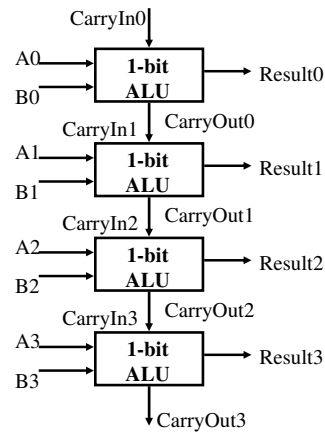 CarryIn0
A0
1-bit
ALU
Result0
B0
CarryIn1
CarryOut0
A1
1-bit
ALU
Result1
B1
CarryIn2
CarryOut1
A2
1-bit
ALU
Result2
B2
CarryIn3
CarryOut2
A3
1-bit
ALU
Result3
B3
CarryOut3